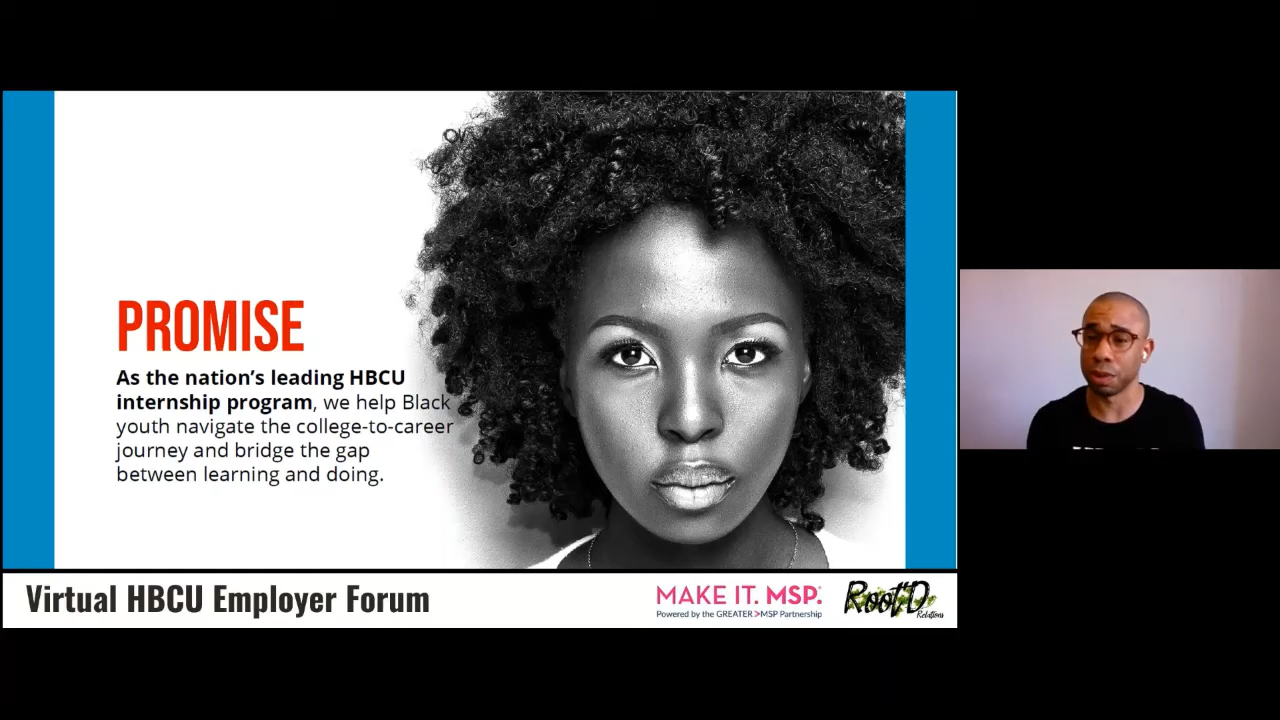 PROMISE
As the nation's leading HBCU
internship program, we help Black
youth navigate the college-to-career
journey and bridge the gap
between learning and doing.
Virtual HBCU Employer Forum
MAKE IT. MSP.
Powered by the GREATER>MSP Partnership
Root'D
Relations